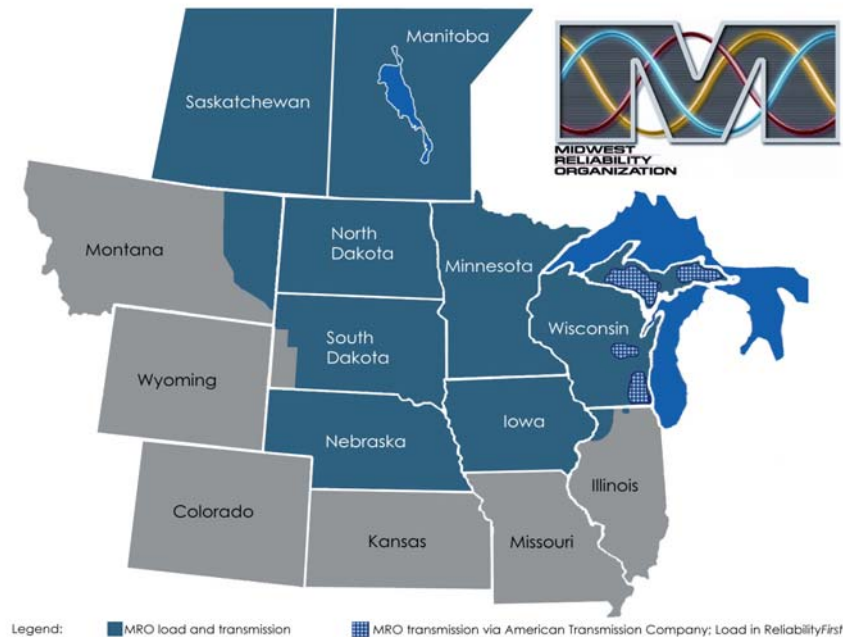 Manitoba
Saskatchewan
MIDWEST
RELIABILITY
ORGANIZATION
Montana
North
Dakota
Minnesota
South
Dakota
Wisconsin
Wyoming
Nebraska
Iowa
Illinois
Colorado
Kansas
Missouri
Legend:
MRO load and transmission
MRO transmission via American Transmission Company; Load in ReliabilityFirst